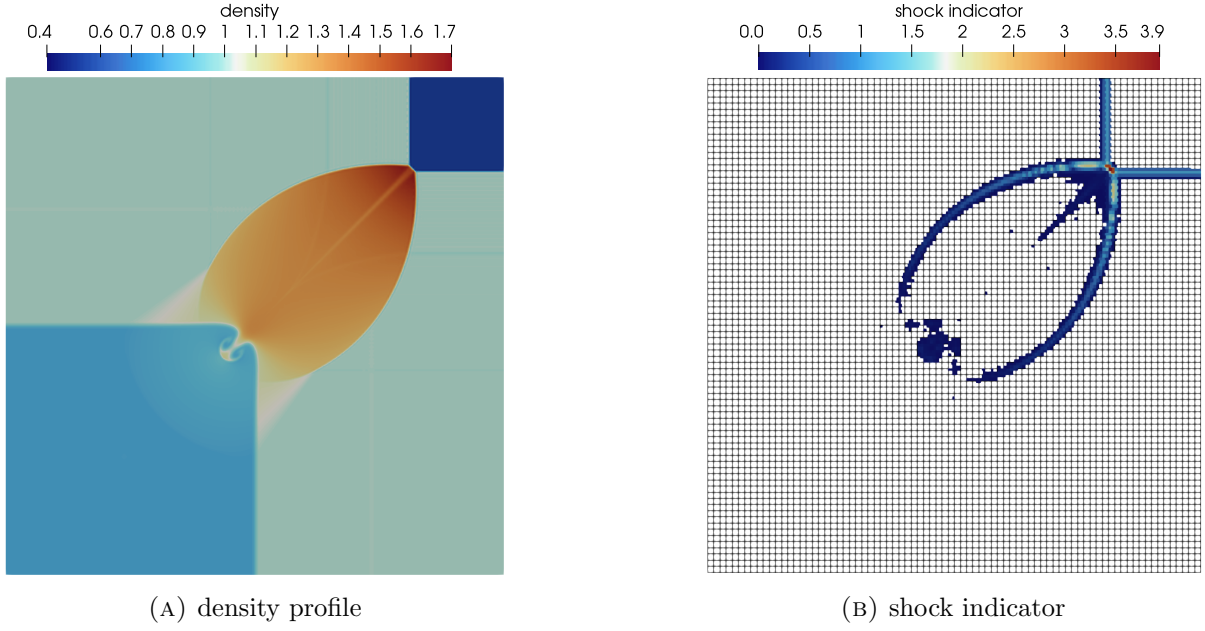 density
0.4 0.6 0.7 0.8 0.9 1 1.1 1.2 1.3 1.4 1.5 1.6 1.7
shock indicator
0.0 0.5 1 1.5 2 2.5 3 3.5 3.9
(A) density profile
(B) shock indicator